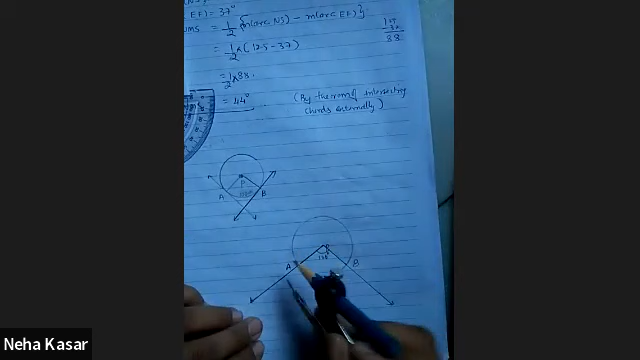 EF) = 37°
= 1/2 {m(arc NS) - m(arc EF)}
= 1/2 x (125 - 37)
= 1/2 x 88.
= 44°
(By theorem of intersecting
chords externally)
88
P
A
B
A
B
Neha Kasar